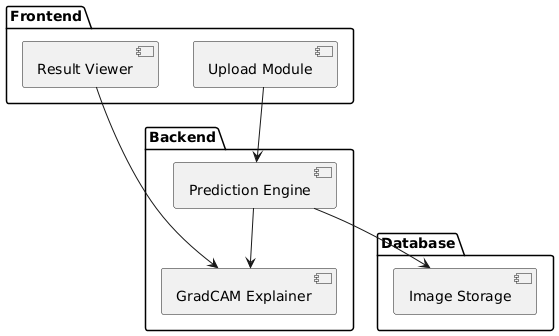 Frontend
Result Viewer
Upload Module
Backend
Prediction Engine
Database
GradCAM Explainer
Image Storage